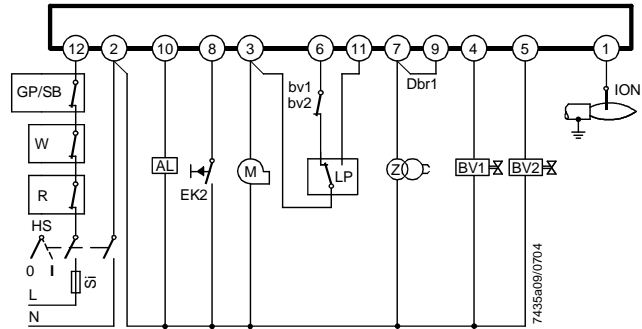 12 2 10 8 3 6 11 7 9 4 5 1
GP/SB
bv1
bv2
Dbr1
ION
W
AL
LP
M
Z
BV1
BV2
R
EK2
HS
0 I
Si
L
N
7435a09/0704